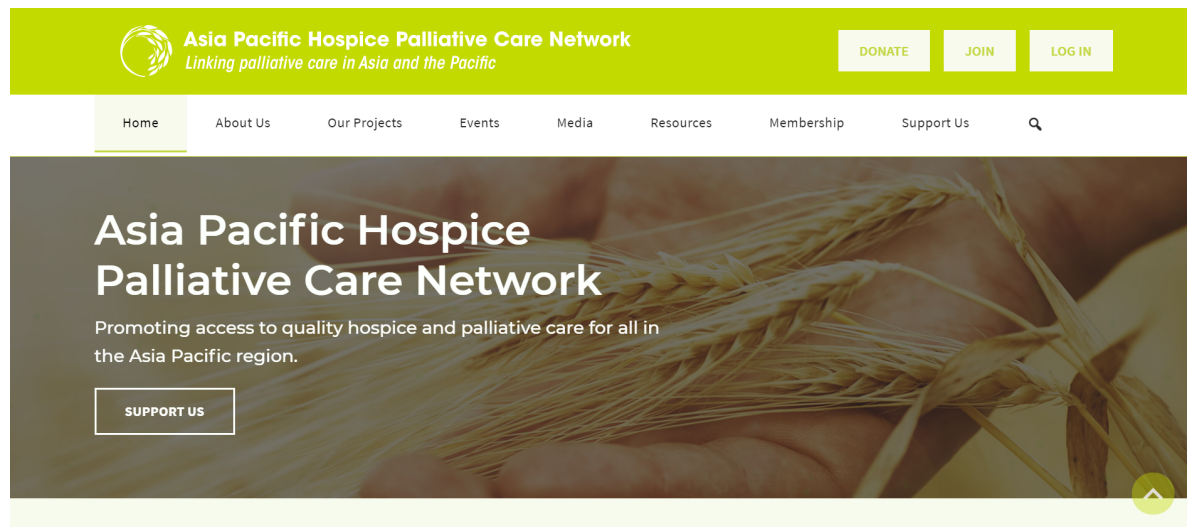 Asia Pacific Hospice Palliative Care Network
Linking palliative care in Asia and the Pacific
DONATE
JOIN
LOG IN
Home
About Us
Our Projects
Events
Media
Resources
Membership
Support Us
Asia Pacific Hospice
Palliative Care Network
Promoting access to quality hospice and palliative care for all in
the Asia Pacific region.
SUPPORT US